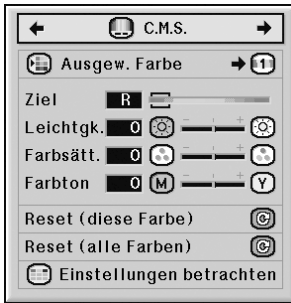 C.M.S.
Ausgew. Farbe 1
Ziel R
Leichtgk. 0 - +
Farbsätt. 0 - +
Farbton 0 M - + Y
Reset (diese Farbe)
Reset (alle Farben)
Einstellungen betrachten